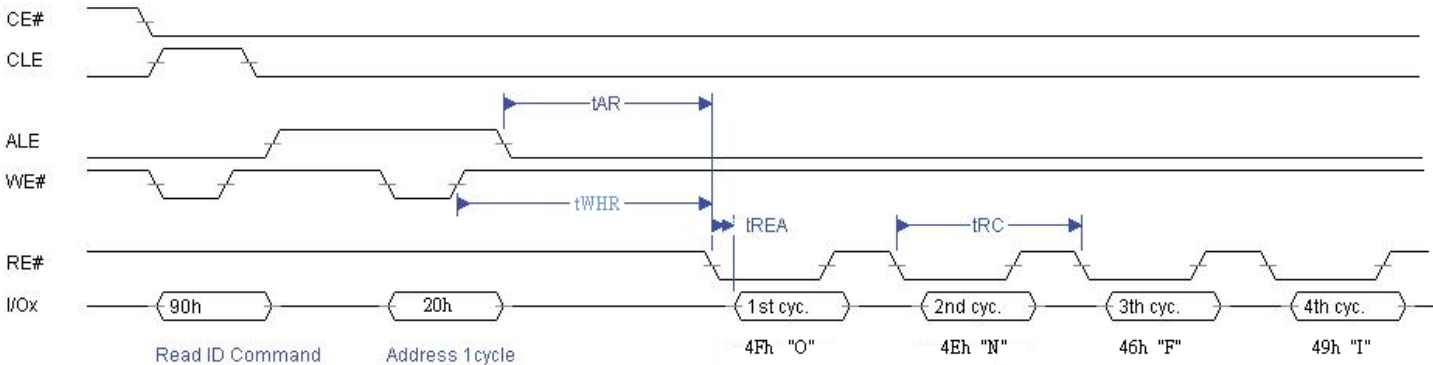 CE#
CLE
tAR
ALE
WE#
tWHR
tREA
tRC
RE#
I/Ox
90h
20h
1st cyc.
2nd cyc.
3th cyc.
4th cyc.
Read ID Command
Address 1cycle
4Fh "O"
4Eh "N"
46h "F"
49h "I"